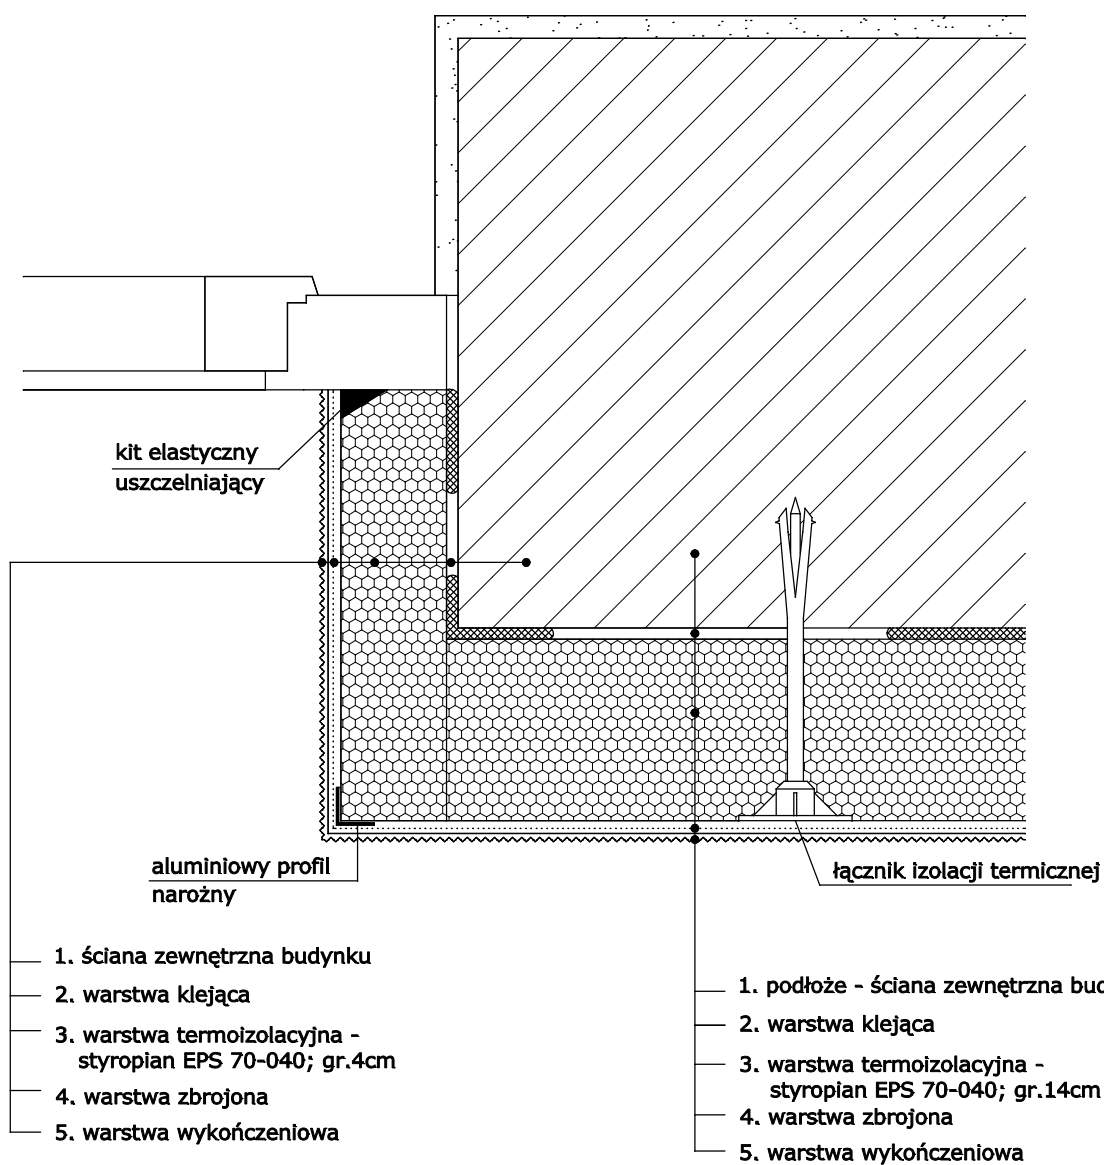 kit elastyczny
uszczelniający
aluminiowy profil
narożny
łącznik izolacji termicznej
1. ściana zewnętrzna budynku
2. warstwa klejąca
3. warstwa termoizolacyjna -
styropian EPS 70-040; gr.4cm
4. warstwa zbrojona
5. warstwa wykończeniowa
1. podłoże - ściana zewnętrzna bud
2. warstwa klejąca
3. warstwa termoizolacyjna -
styropian EPS 70-040; gr.14cm
4. warstwa zbrojona
5. warstwa wykończeniowa